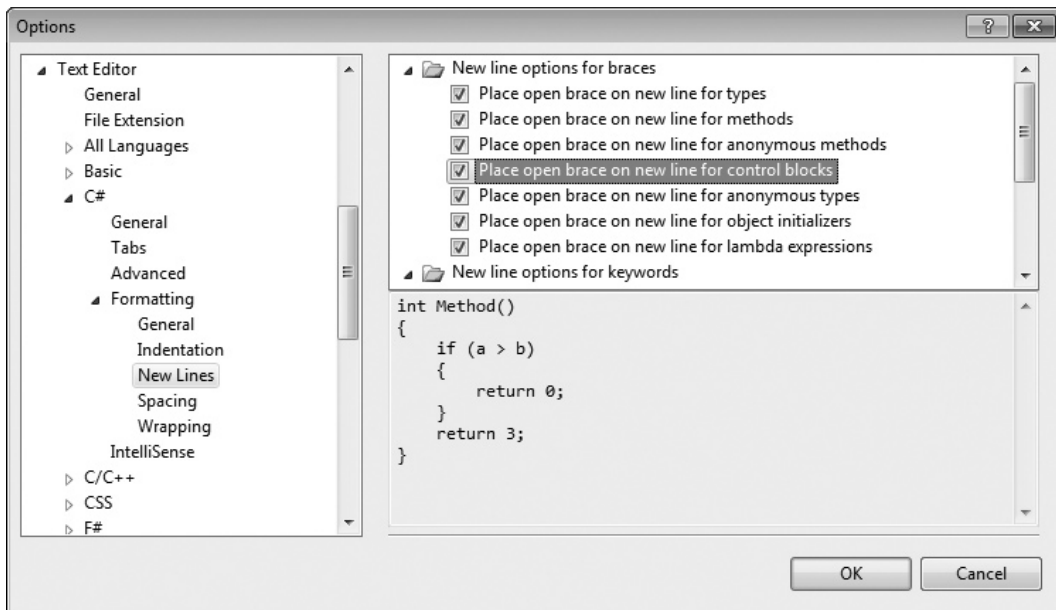 Options
Text Editor
General
File Extension
All Languages
Basic
C#
General
Tabs
Advanced
Formatting
General
Indentation
New Lines
Spacing
Wrapping
IntelliSense
C/C++
CSS
F#
New line options for braces
Place open brace on new line for types
Place open brace on new line for methods
Place open brace on new line for anonymous methods
Place open brace on new line for control blocks
Place open brace on new line for anonymous types
Place open brace on new line for object initializers
Place open brace on new line for lambda expressions
New line options for keywords
int Method()
{
    if (a > b)
    {
        return 0;
    }
    return 3;
}
OK
Cancel